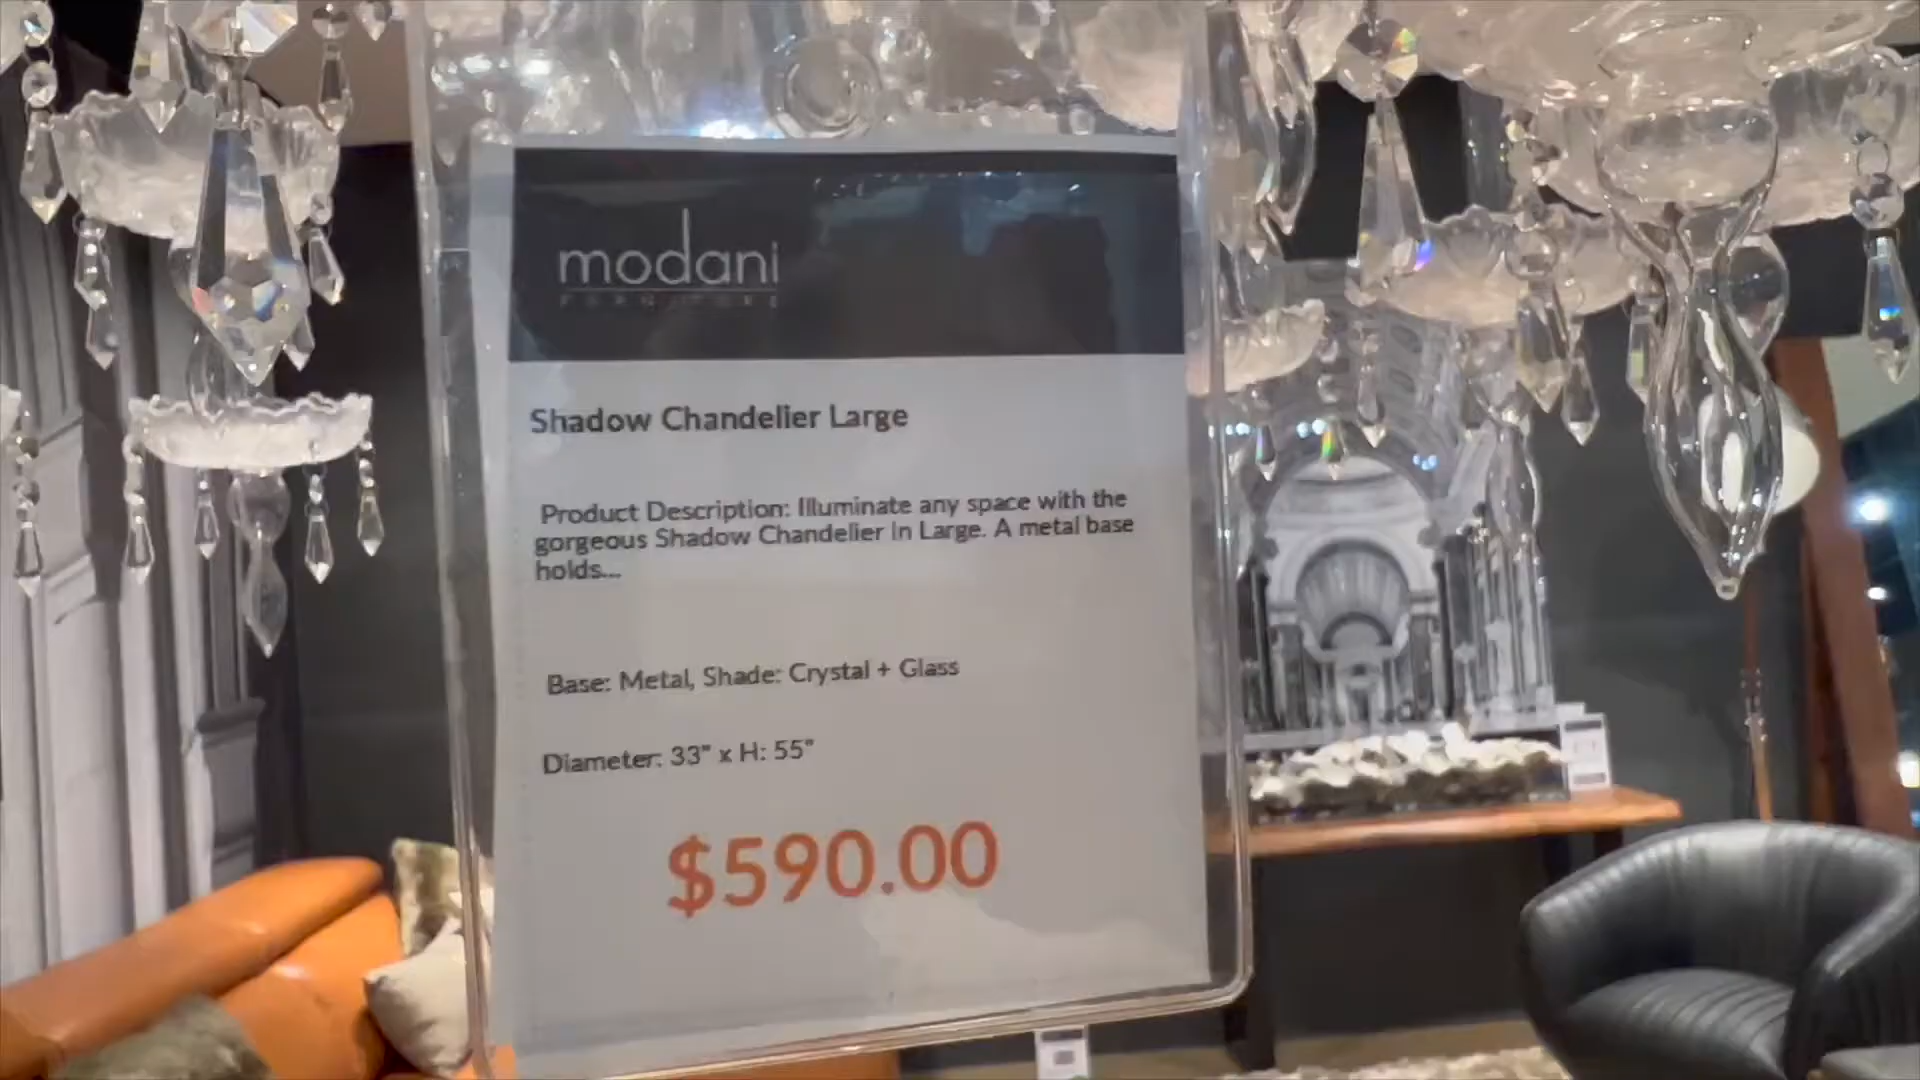 modani
FURNITURE
Shadow Chandelier Large
Product Description: Illuminate any space with the
gorgeous Shadow Chandelier in Large. A metal base
holds...
Base: Metal, Shade: Crystal + Glass
Diameter: 33" x H: 55"
$590.00